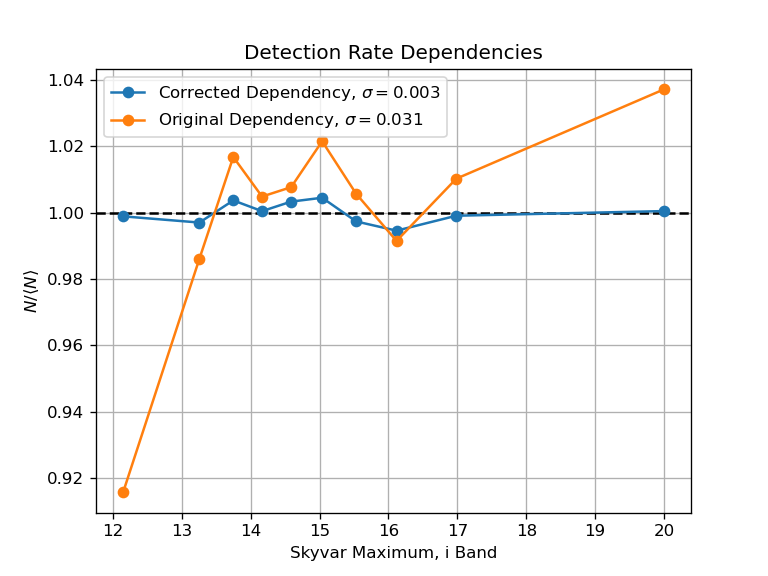 Detection Rate Dependencies
Corrected Dependency, σ = 0.003
Original Dependency, σ = 0.031
1.04
1.02
1.00
0.98
0.96
0.94
0.92
N/⟨N⟩
12 13 14 15 16 17 18 19 20
Skyvar Maximum, i Band